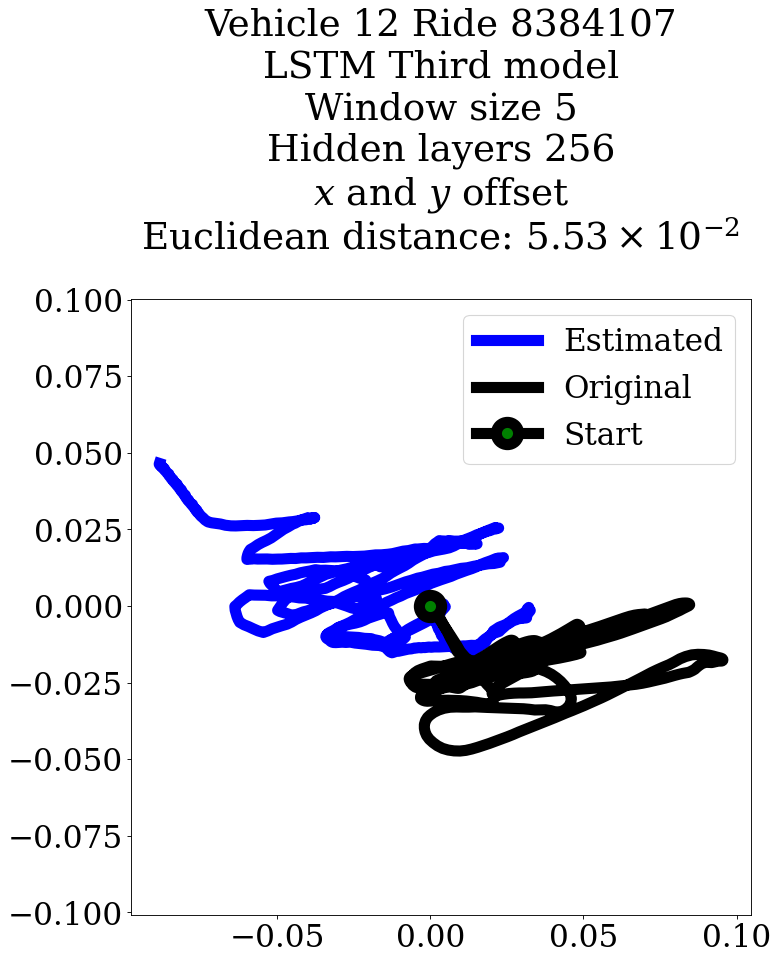 Vehicle 12 Ride 8384107
LSTM Third model
Window size 5
Hidden layers 256
x and y offset
Euclidean distance: 5.53 × 10⁻²
0.100
0.075
0.050
0.025
0.000
−0.025
−0.050
−0.075
−0.100
Estimated
Original
Start
−0.05
0.00
0.05
0.10